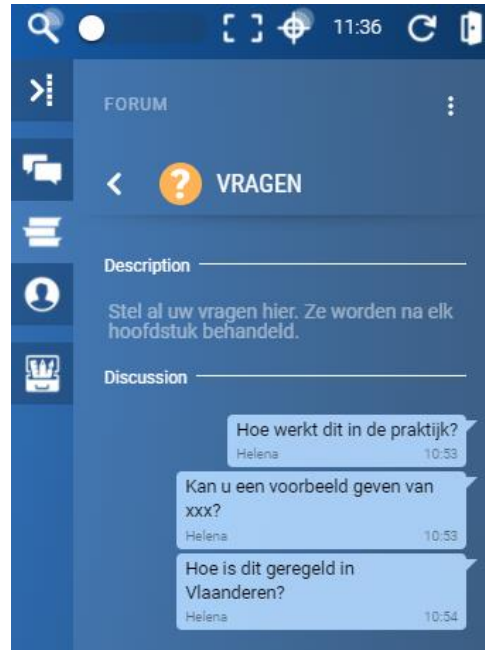 11:36
FORUM
VRAGEN
Description
Stel al uw vragen hier. Ze worden na elk
hoofdstuk behandeld.
Discussion
Hoe werkt dit in de praktijk?
Helena 10:53
Kan u een voorbeeld geven van
xxx?
Helena 10:53
Hoe is dit geregeld in
Vlaanderen?
Helena 10:54